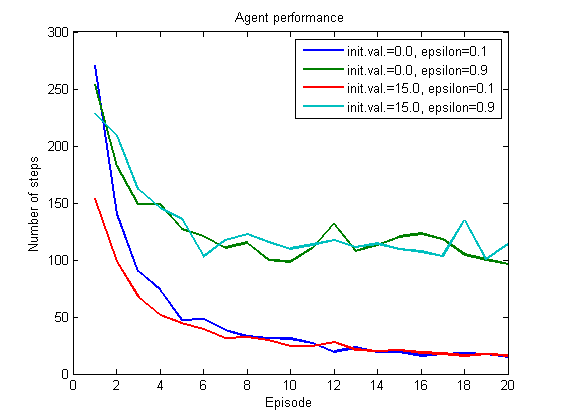 Agent performance
300
250
200
150
100
50
0
Number of steps
init.val.=0.0, epsilon=0.1
init.val.=0.0, epsilon=0.9
init.val.=15.0, epsilon=0.1
init.val.=15.0, epsilon=0.9
0 2 4 6 8 10 12 14 16 18 20
Episode